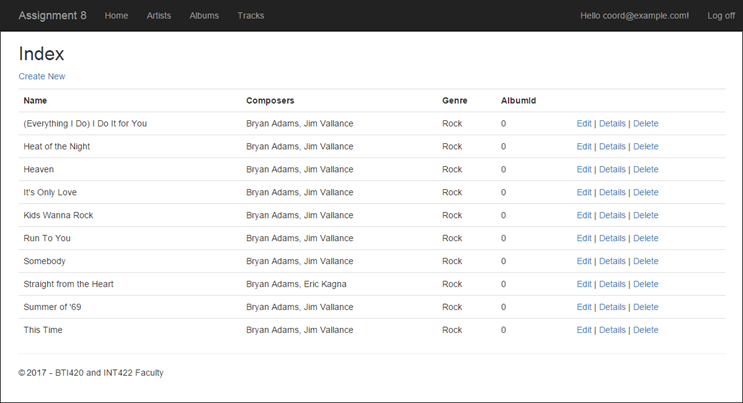 Assignment 8 Home Artists Albums Tracks Hello coord@example.com! Log off
Index
Create New
Name Composers Genre AlbumId
(Everything I Do) I Do It for You Bryan Adams, Jim Vallance Rock 0 Edit | Details | Delete
Heat of the Night Bryan Adams, Jim Vallance Rock 0 Edit | Details | Delete
Heaven Bryan Adams, Jim Vallance Rock 0 Edit | Details | Delete
It's Only Love Bryan Adams, Jim Vallance Rock 0 Edit | Details | Delete
Kids Wanna Rock Bryan Adams, Jim Vallance Rock 0 Edit | Details | Delete
Run To You Bryan Adams, Jim Vallance Rock 0 Edit | Details | Delete
Somebody Bryan Adams, Jim Vallance Rock 0 Edit | Details | Delete
Straight from the Heart Bryan Adams, Eric Kagna Rock 0 Edit | Details | Delete
Summer of '69 Bryan Adams, Jim Vallance Rock 0 Edit | Details | Delete
This Time Bryan Adams, Jim Vallance Rock 0 Edit | Details | Delete
© 2017 - BTI420 and INT422 Faculty